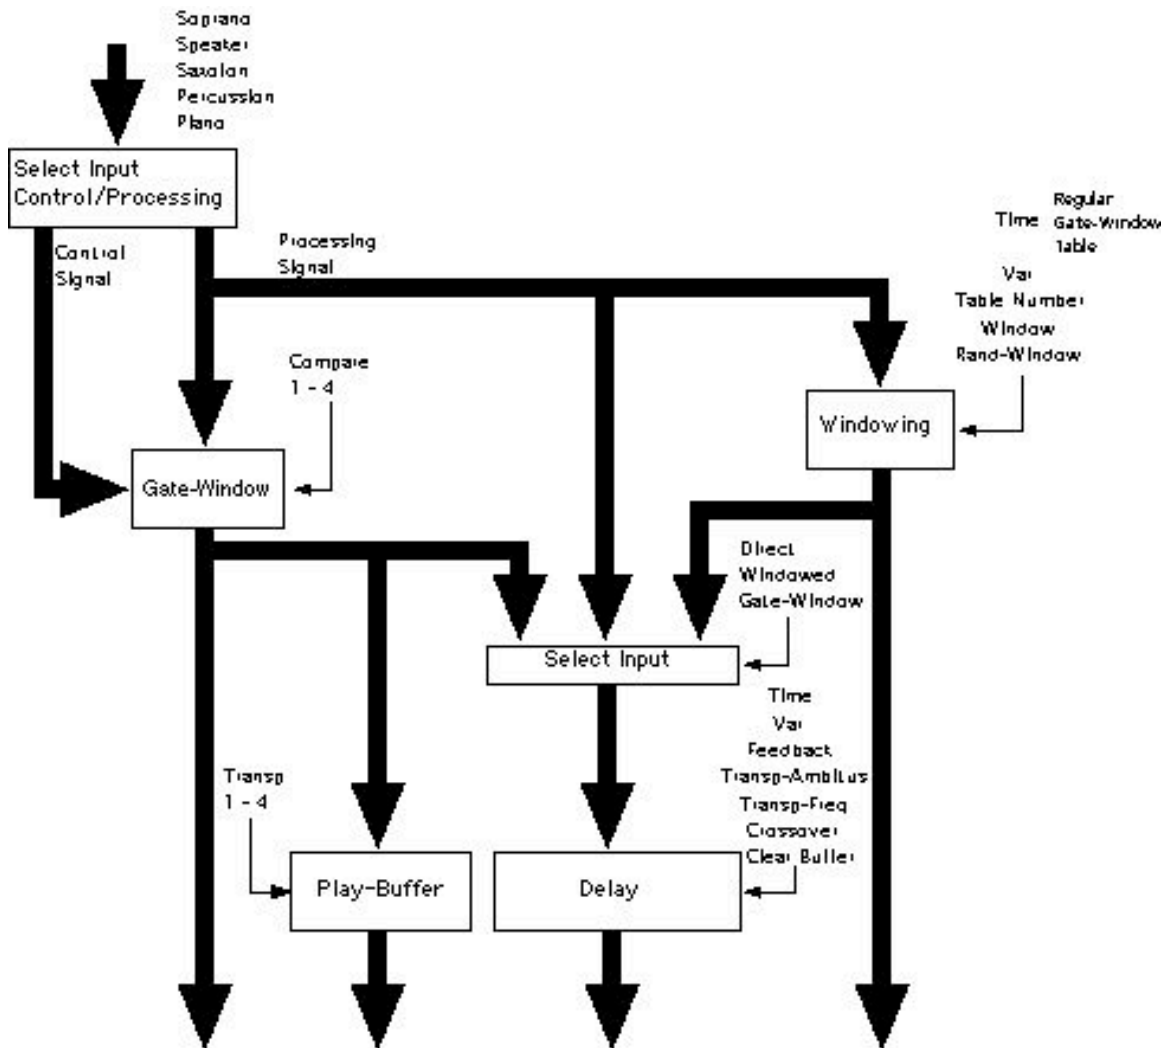 Soprano
Speaker
Saxofon
Percussion
Piano
Select Input
Control/Processing
Control
Signal
Processing
Signal
Regular
Time Gate-Window
Table
Var
Table Number
Window
Rand-Window
Compare
1 - 4
Windowing
Gate-Window
Direct
Windowed
Gate-Window
Select Input
Time
Var
Feedback
Transp-Ambitus
Transp-Freq
Crossover
Clear Buffer
Transp
1 - 4
Play-Buffer
Delay